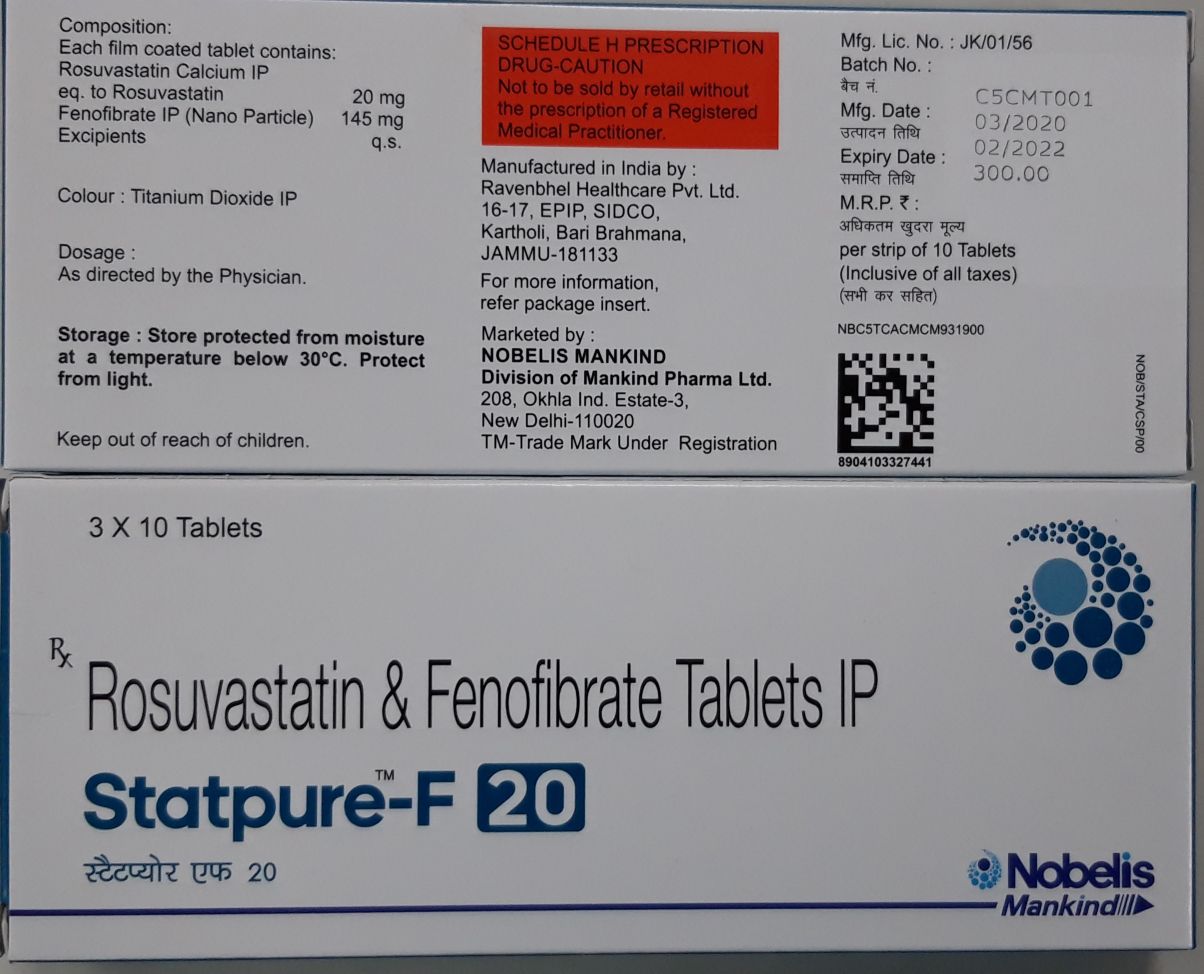 Composition:
Each film coated tablet contains:
Rosuvastatin Calcium IP
eq. to Rosuvastatin 20 mg
Fenofibrate IP (Nano Particle) 145 mg
Excipients q.s.
Colour : Titanium Dioxide IP
Dosage :
As directed by the Physician.
Storage : Store protected from moisture
at a temperature below 30°C. Protect
from light.
Keep out of reach of children.
SCHEDULE H PRESCRIPTION
DRUG-CAUTION
Not to be sold by retail without
the prescription of a Registered
Medical Practitioner.
Manufactured in India by :
Ravenbhel Healthcare Pvt. Ltd.
16-17, EPIP, SIDCO,
Kartholi, Bari Brahmana,
JAMMU-181133
For more information,
refer package insert.
Marketed by :
NOBELIS MANKIND
Division of Mankind Pharma Ltd.
208, Okhla Ind. Estate-3,
New Delhi-110020
TM-Trade Mark Under Registration
Mfg. Lic. No. : JK/01/56
Batch No. :
बैच नं. C5CMT001
Mfg. Date : 03/2020
उत्पादन तिथि
Expiry Date : 02/2022
समाप्ति तिथि 300.00
M.R.P. ₹ :
अधिकतम खुदरा मूल्य
per strip of 10 Tablets
(Inclusive of all taxes)
(सभी कर सहित)
NBC5TCACMCM931900
8904103327441
NOB/STA/CSP/00
3 X 10 Tablets
Rx
Rosuvastatin & Fenofibrate Tablets IP
Statpure™-F 20
स्टैटप्योर एफ 20
Nobelis
Mankind